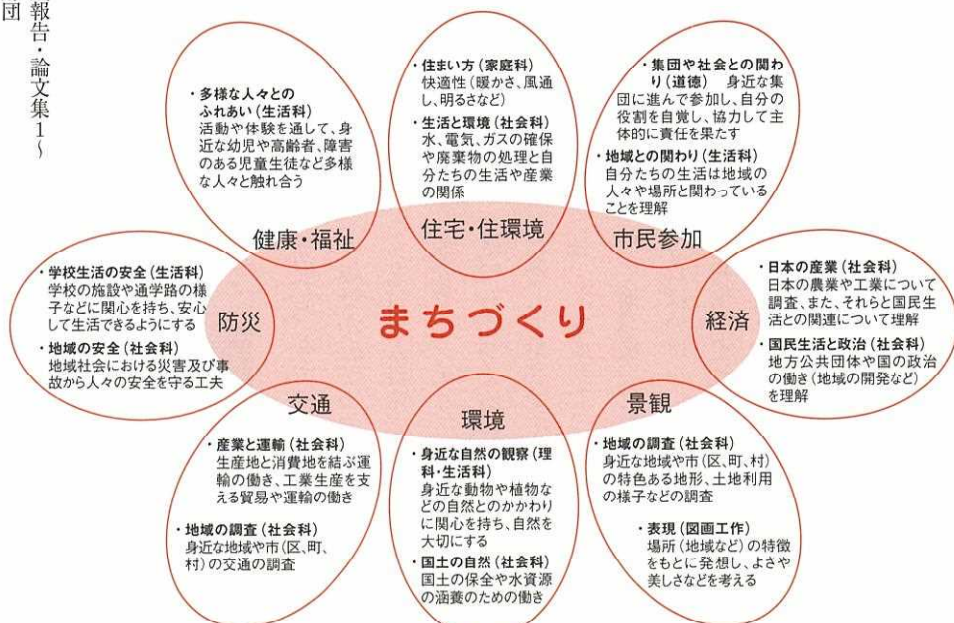 報告・論文集1～
団
・多様な人々との
ふれあい(生活科)
活動や体験を通して、身
近な幼児や高齢者、障害
のある児童生徒など多様
な人々と触れ合う
健康・福祉
・住まい方(家庭科)
快適性(暖かさ、風通
し、明るさなど)
・生活と環境(社会科)
水、電気、ガスの確保
や廃棄物の処理と自
分たちの生活や産業
の関係
住宅・住環境
・集団や社会との関わ
り(道徳) 身近な集
団に進んで参加し、自分の
役割を自覚し、協力して主
体的に責任を果たす
・地域との関わり(生活科)
自分たちの生活は地域の
人々や場所と関わっている
ことを理解
市民参加
・学校生活の安全(生活科)
学校の施設や通学路の様
子などに関心を持ち、安心
して生活できるようにする
・地域の安全(社会科)
地域社会における災害及び事
故から人々の安全を守る工夫
防災
まちづくり
経済
・日本の産業(社会科)
日本の農業や工業について
調査、また、それらと国民生
活との関連について理解
・国民生活と政治(社会科)
地方公共団体や国の政治
の働き(地域の開発など)
を理解
交通
・産業と運輸(社会科)
生産地と消費地を結ぶ運
輸の働き、工業生産を支
える貿易や運輸の働き
・地域の調査(社会科)
身近な地域や市(区、町、
村)の交通の調査
環境
・身近な自然の観察(理
科・生活科)
身近な動物や植物な
どの自然とのかかわり
に関心を持ち、自然を
大切にする
・国土の自然(社会科)
国土の保全や水資源
の涵養のための働き
景観
・地域の調査(社会科)
身近な地域や市(区、町、村)
の特色ある地形、土地利用
の様子などの調査
・表現(図画工作)
場所(地域など)の特徴
をもとに発想し、よさや
美しさなどを考える